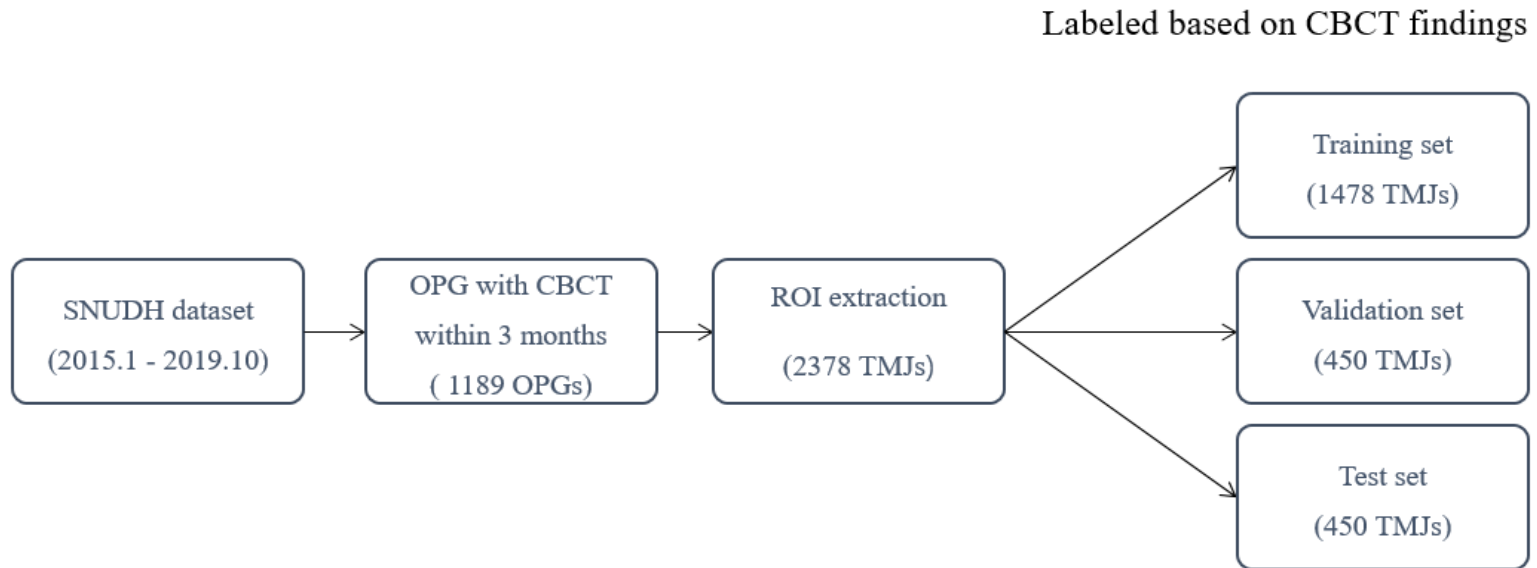 Labeled based on CBCT findings
SNUDH dataset
(2015.1 - 2019.10)
OPG with CBCT
within 3 months
( 1189 OPGs)
ROI extraction
(2378 TMJs)
Training set
(1478 TMJs)
Validation set
(450 TMJs)
Test set
(450 TMJs)